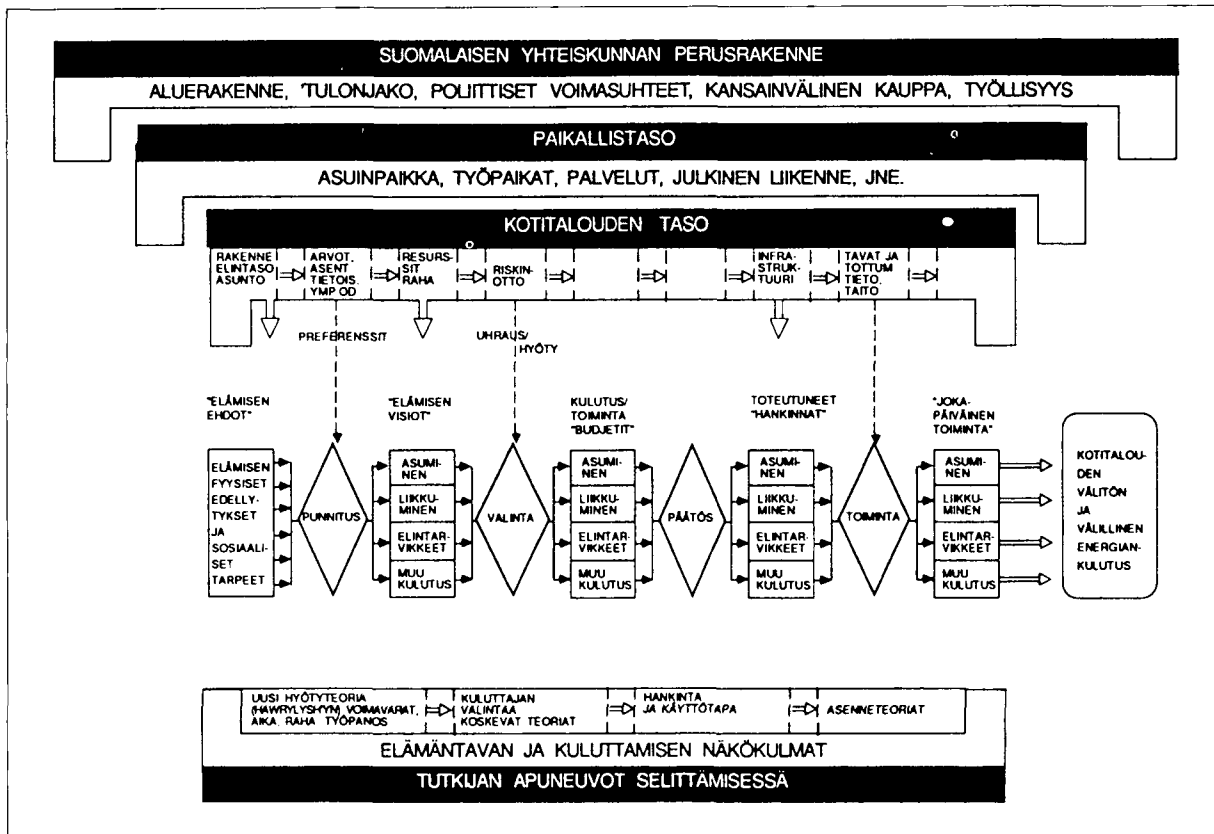 SUOMALAISEN YHTEISKUNNAN PERUSRAKENNE
ALUERAKENNE, TULONJAKO, POLIITTISET VOIMASUHTEET, KANSAINVÄLINEN KAUPPA, TYÖLLISYYS
PAIKALLISTASO
ASUINPAIKKA, TYÖPAIKAT, PALVELUT, JULKINEN LIIKENNE, JNE.
KOTITALOUDEN TASO
RAKENNE
ELINTASO
ASUNTO
ARVOT,
ASENT
TIETOIS.
YMP OD
RESURS-
SIT
RAHA
RISKIN-
OTTO
INFRA-
STRUK-
TUURI
TAVAT JA
TOTTUM
TIETO,
TAITO
PREFERENSSIT
UHRAUS/
HYÖTY
"ELÄMISEN
EHDOT"
"ELÄMISEN
VISIOT"
KULUTUS/
TOIMINTA
"BUDJETIT"
TOTEUTUNEET
"HANKINNAT"
"JOKA-
PÄIVÄINEN
TOIMINTA"
ELÄMISEN
FYYSISET
EDELLY-
TYKSET
JA
SOSIAALI-
SET
TARPEET
PUNNITUS
ASUMI-
NEN
LIIKKU-
MINEN
ELINTAR-
VIKKEET
MUU
KULUTUS
VALINTA
ASUMI-
NEN
LIIKKU-
MINEN
ELINTAR-
VIKKEET
MUU
KULUTUS
PÄÄTÖS
ASUMI-
NEN
LIIKKU-
MINEN
ELINTAR-
VIKKEET
MUU
KULUTUS
TOIMINTA
ASUMI-
NEN
LIIKKU-
MINEN
ELINTAR-
VIKKEET
MUU
KULUTUS
KOTITALOU-
DEN
VÄLITÖN
JA
VÄLILLINEN
ENERGIAN-
KULUTUS
UUSI HYÖTYTEORIA
(HAWRYLYSHYN) VOIMAVARAT,
AIKA, RAHA TYÖPANOS
KULUTTAJAN
VALINTAA
KOSKEVAT TEORIAT
HANKINTA
JA KÄYTTÖTAPA
ASENNETEORIAT
ELÄMÄNTAVAN JA KULUTTAMISEN NÄKÖKULMAT
TUTKIJAN APUNEUVOT SELITTÄMISESSÄ